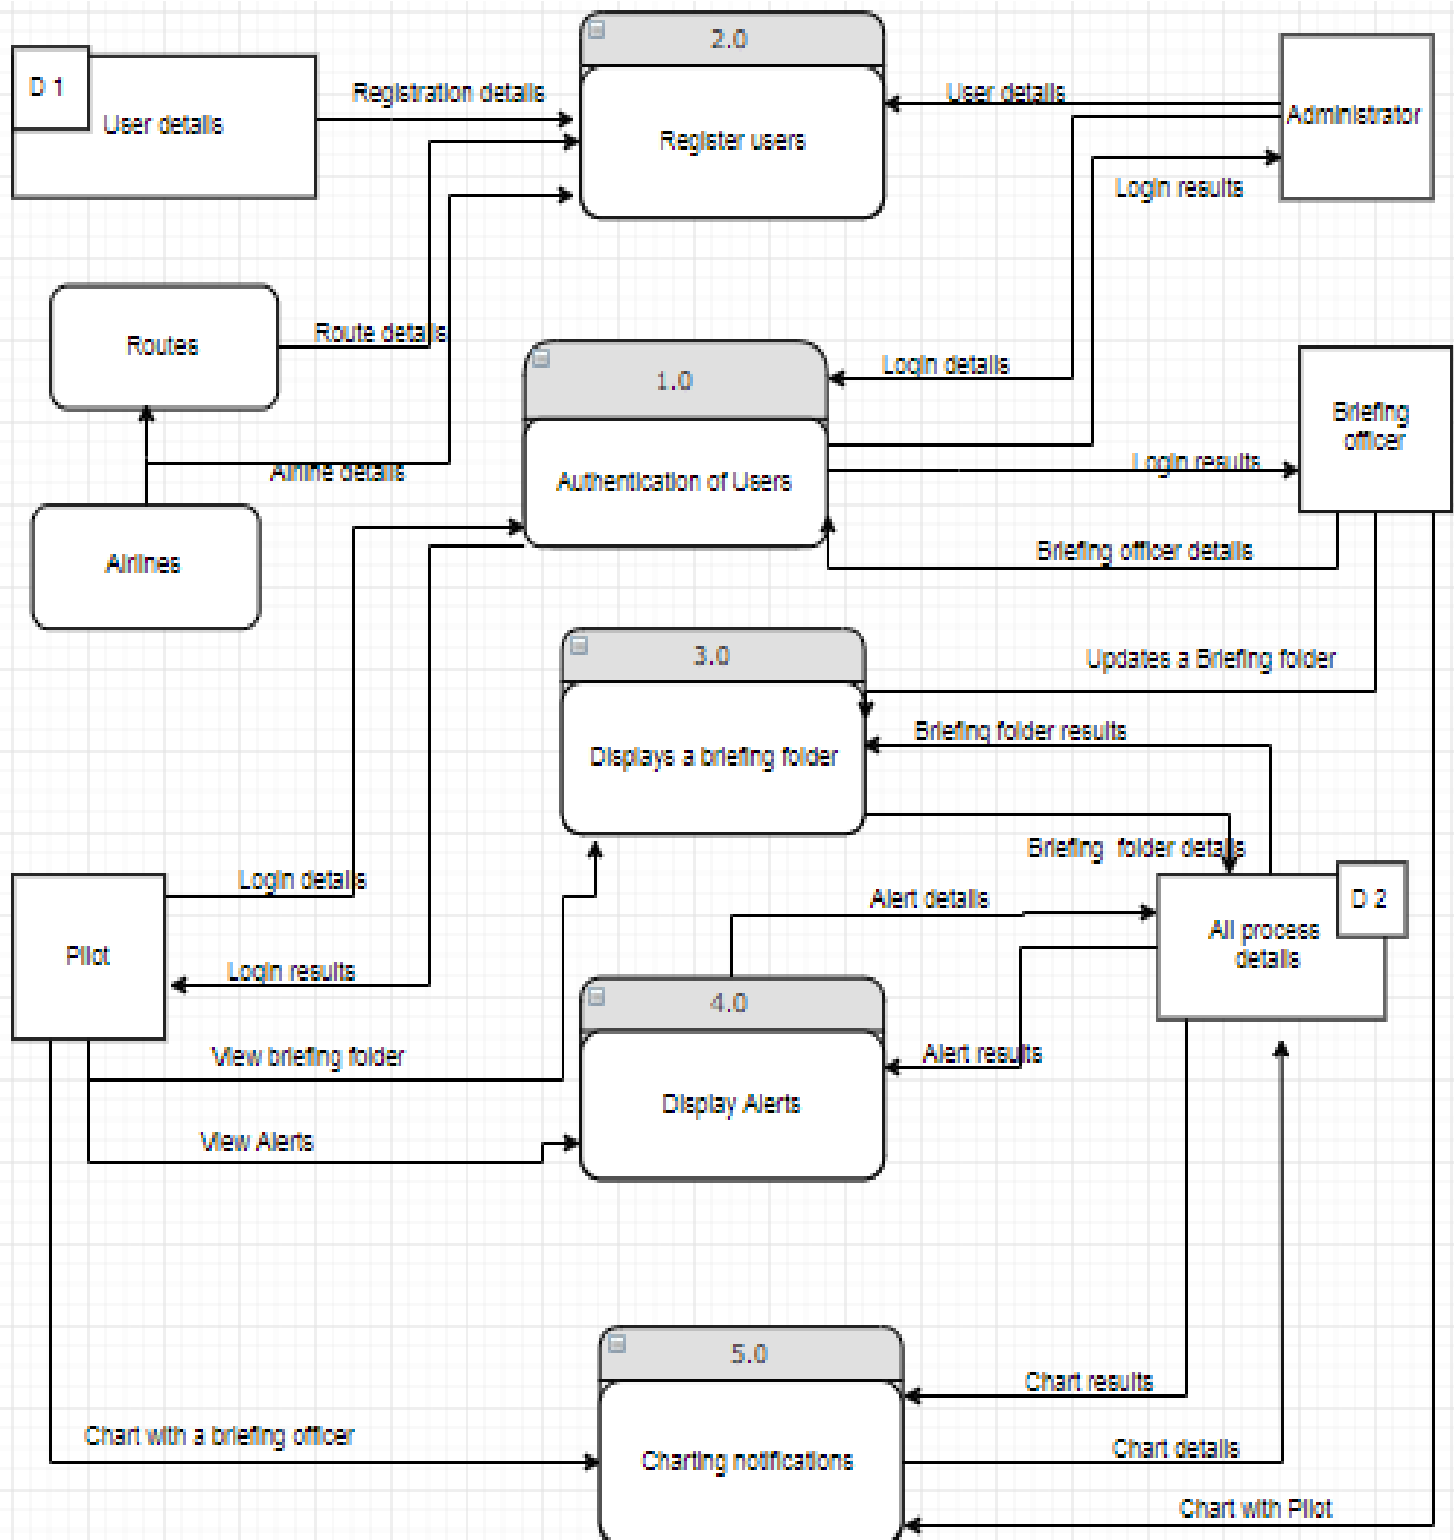 2.0
D 1
Registration details
User details
User details
Administrator
Register users
Login results
Routes
Route details
1.0
Login details
Briefing
officer
Airline details
Authentication of Users
Login results
Airlines
Briefing officer details
3.0
Updates a Briefing folder
Displays a briefing folder
Briefing folder results
Briefing folder details
Login details
Alert details
D 2
Pilot
All process
details
Login results
4.0
View briefing folder
Alert results
Display Alerts
View Alerts
5.0
Chart results
Chart with a briefing officer
Charting notifications
Chart details
Chart with Pilot